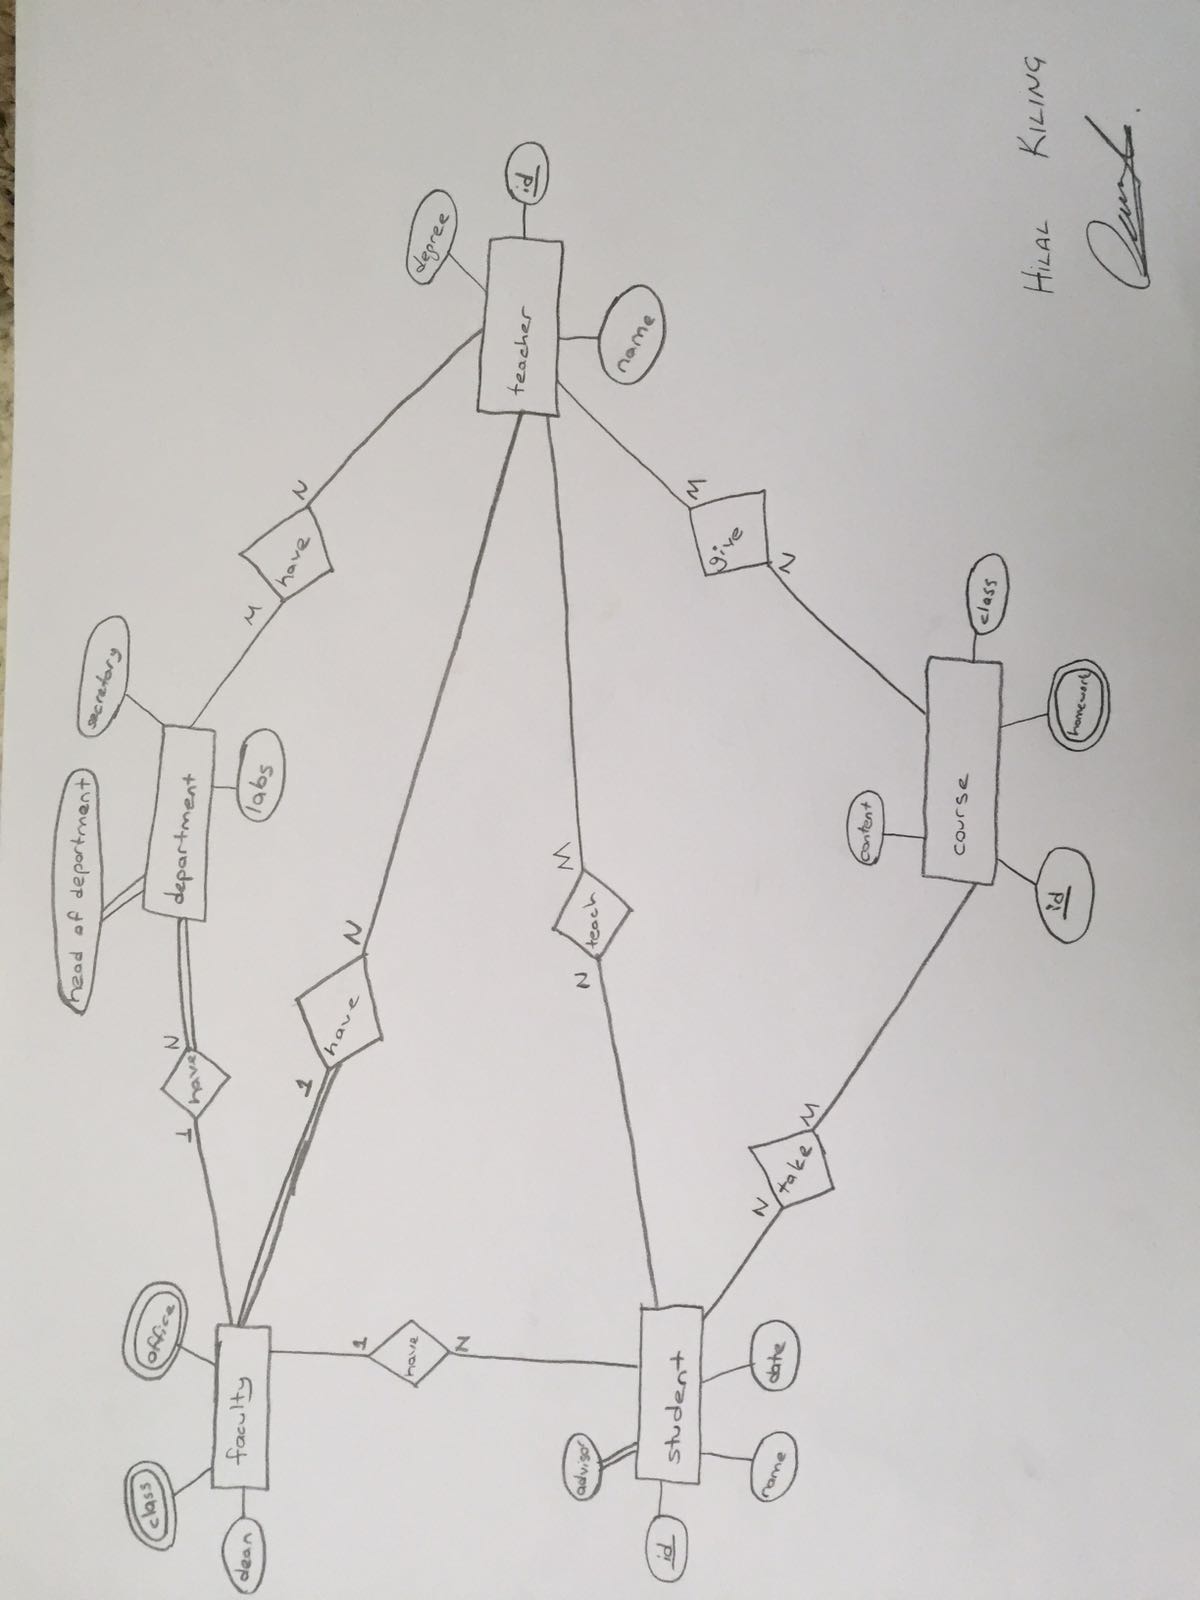 head of department
secretary
class
office
department
labs
dean
faculty
1
have
N
M
have
N
1
have
N
1
have
N
degree
id
teacher
name
advisor
id
student
name
date
N
teach
M
M
give
N
N
take
M
content
course
class
id
homework
HILAL KILING